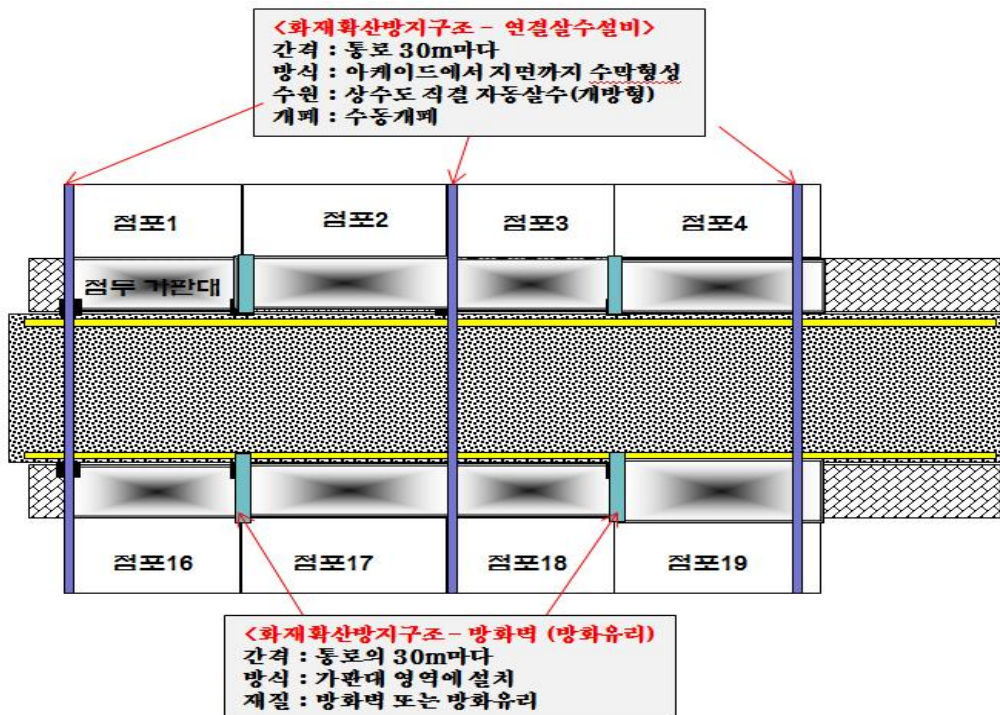 <화재확산방지구조 - 연결살수설비>
간격 : 통로 30m마다
방식 : 아케이드에서 지면까지 수막형성
수원 : 상수도 직결 자동살수(개방형)
개폐 : 수동개폐
점포1
점포2
점포3
점포4
점두 가판대
점포16
점포17
점포18
점포19
<화재확산방지구조 - 방화벽 (방화유리)
간격 : 통로의 30m마다
방식 : 가판대 영역에 설치
재질 : 방화벽 또는 방화유리